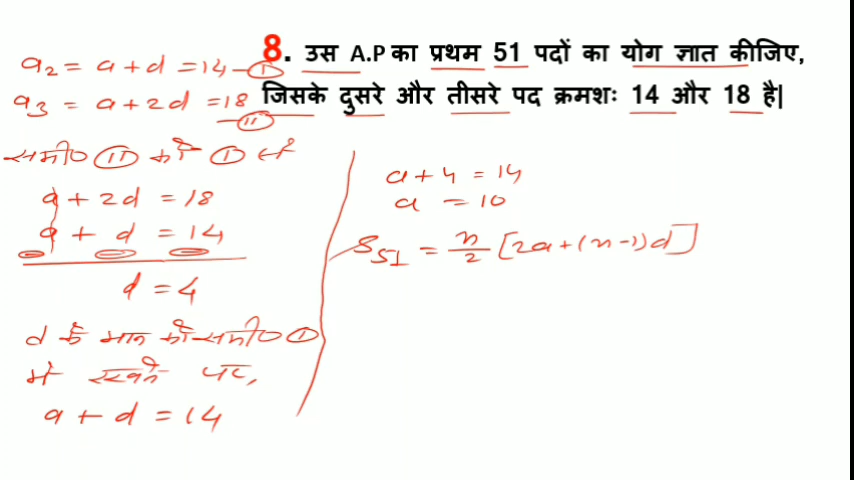 8. उस A.P का प्रथम 51 पदों का योग ज्ञात कीजिए,
जिसके दुसरे और तीसरे पद क्रमशः 14 और 18 है|
a₂ = a + d = 14 — (I)
a₃ = a + 2d = 18
— (II)
समी० (II) को (I) से
a + 2d = 18
a + d = 14
d = 4
d के मान को समी० (I)
में रखने पर,
a + d = 14
a + 4 = 14
a = 10
S₅₁ = n/2 [2a + (n-1)d]